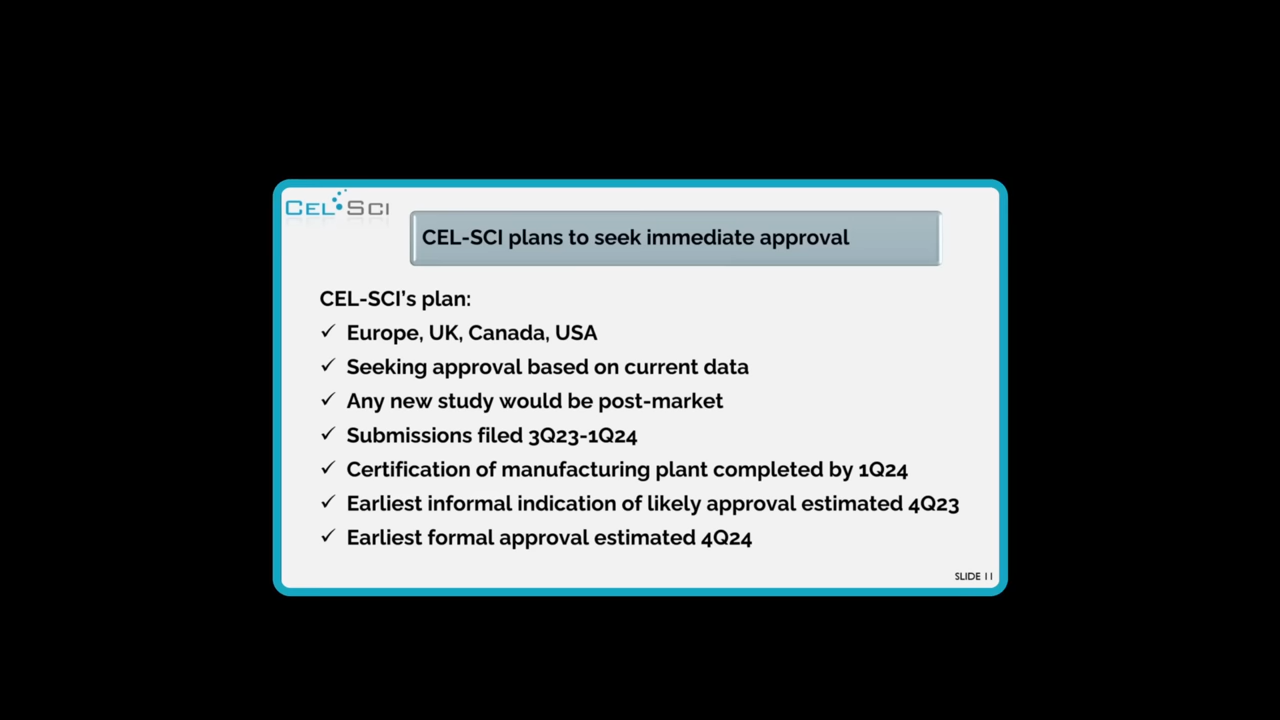 CEL SCI
CEL-SCI plans to seek immediate approval
CEL-SCI's plan:
✓ Europe, UK, Canada, USA
✓ Seeking approval based on current data
✓ Any new study would be post-market
✓ Submissions filed 3Q23-1Q24
✓ Certification of manufacturing plant completed by 1Q24
✓ Earliest informal indication of likely approval estimated 4Q23
✓ Earliest formal approval estimated 4Q24
SLIDE 11